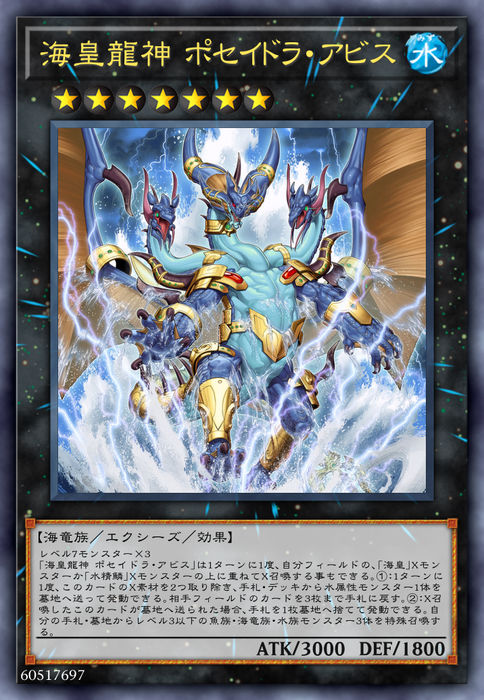 海皇龍神 ポセイドラ・アビス
みず
水
【海竜族／エクシーズ／効果】
レベル7モンスター×3
「海皇龍神 ポセイドラ・アビス」は1ターンに1度、自分フィールドの、「海皇」Xモン
スターか「水精鱗」Xモンスターの上に重ねてX召喚する事もできる。①：1ターンに
1度、このカードのX素材を2つ取り除き、手札・デッキから水属性モンスター1体を
墓地へ送って発動できる。相手フィールドのカードを3枚まで手札に戻す。②：X召
喚したこのカードが墓地へ送られた場合、手札を1枚墓地へ捨てて発動できる。自
分の手札・墓地からレベル3以下の魚族・海竜族・水族モンスター3体を特殊召喚す
る。
ATK/3000 DEF/1800
60517697